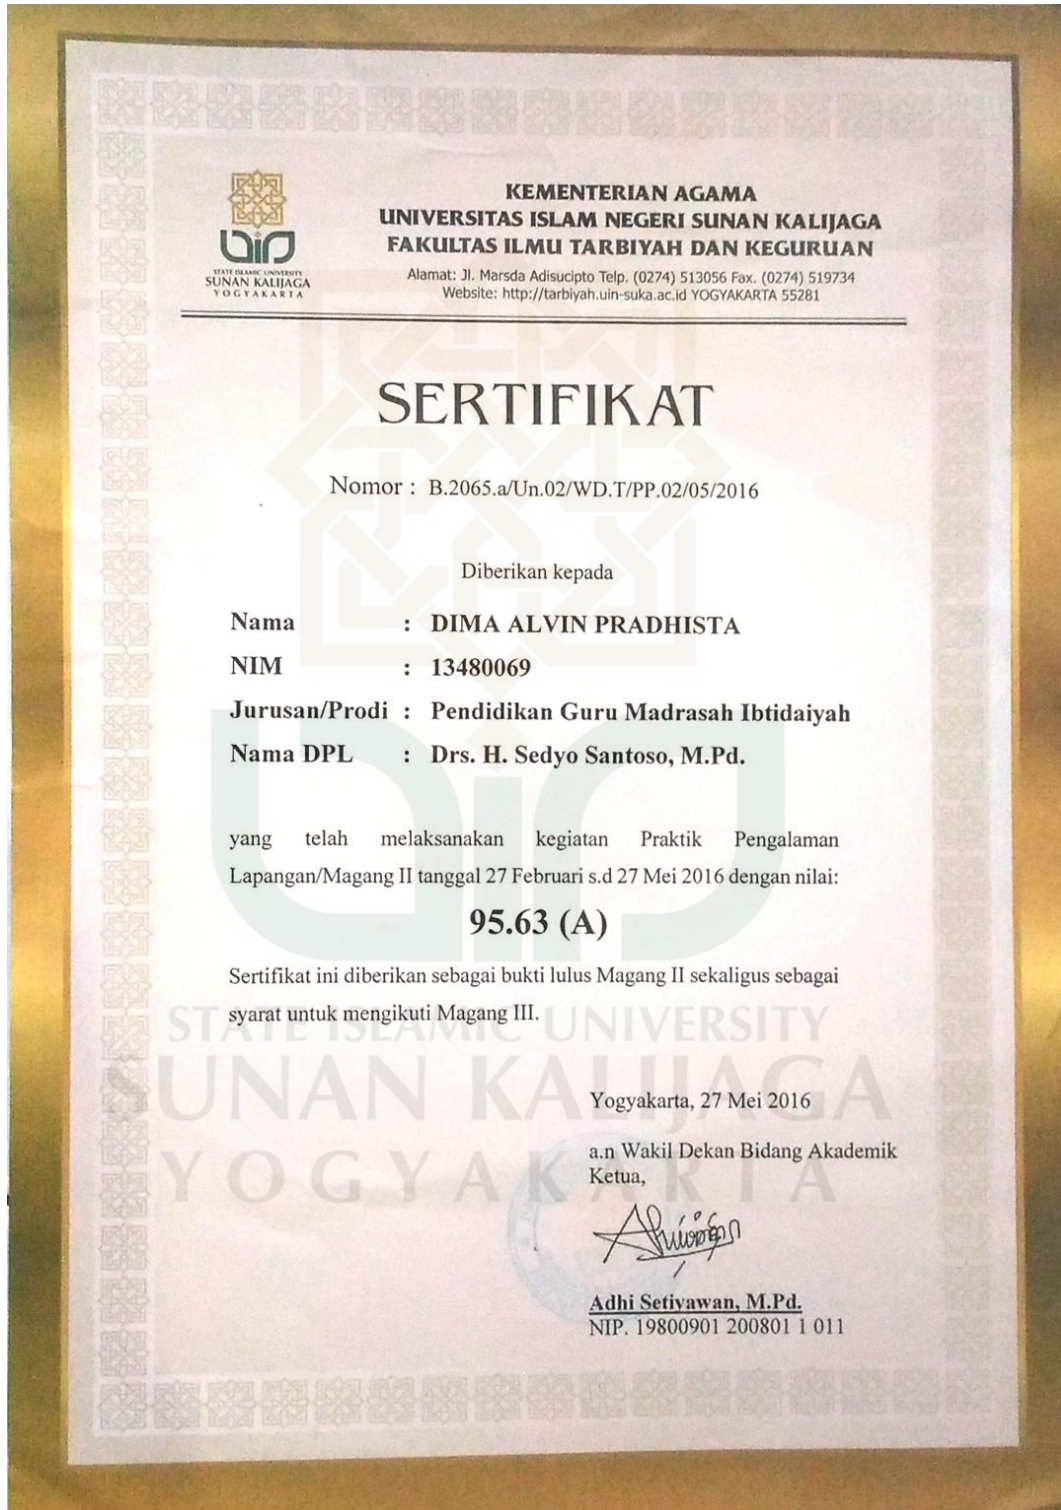 KEMENTERIAN AGAMA
UNIVERSITAS ISLAM NEGERI SUNAN KALIJAGA
FAKULTAS ILMU TARBIYAH DAN KEGURUAN
Alamat: Jl. Marsda Adisucipto Telp. (0274) 513056 Fax. (0274) 519734
Website: http://tarbiyah.uin-suka.ac.id YOGYAKARTA 55281
uin
STATE ISLAMIC UNIVERSITY
SUNAN KALIJAGA
YOGYAKARTA
SERTIFIKAT
Nomor : B.2065.a/Un.02/WD.T/PP.02/05/2016
Diberikan kepada
Nama : DIMA ALVIN PRADHISTA
NIM : 13480069
Jurusan/Prodi : Pendidikan Guru Madrasah Ibtidaiyah
Nama DPL : Drs. H. Sedyo Santoso, M.Pd.
yang telah melaksanakan kegiatan Praktik Pengalaman
Lapangan/Magang II tanggal 27 Februari s.d 27 Mei 2016 dengan nilai:
95.63 (A)
Sertifikat ini diberikan sebagai bukti lulus Magang II sekaligus sebagai
syarat untuk mengikuti Magang III.
STATE ISLAMIC UNIVERSITY
SUNAN KALIJAGA
YOGYAKARTA
Yogyakarta, 27 Mei 2016
a.n Wakil Dekan Bidang Akademik
Ketua,
Adhi Setiyawan, M.Pd.
NIP. 19800901 200801 1 011